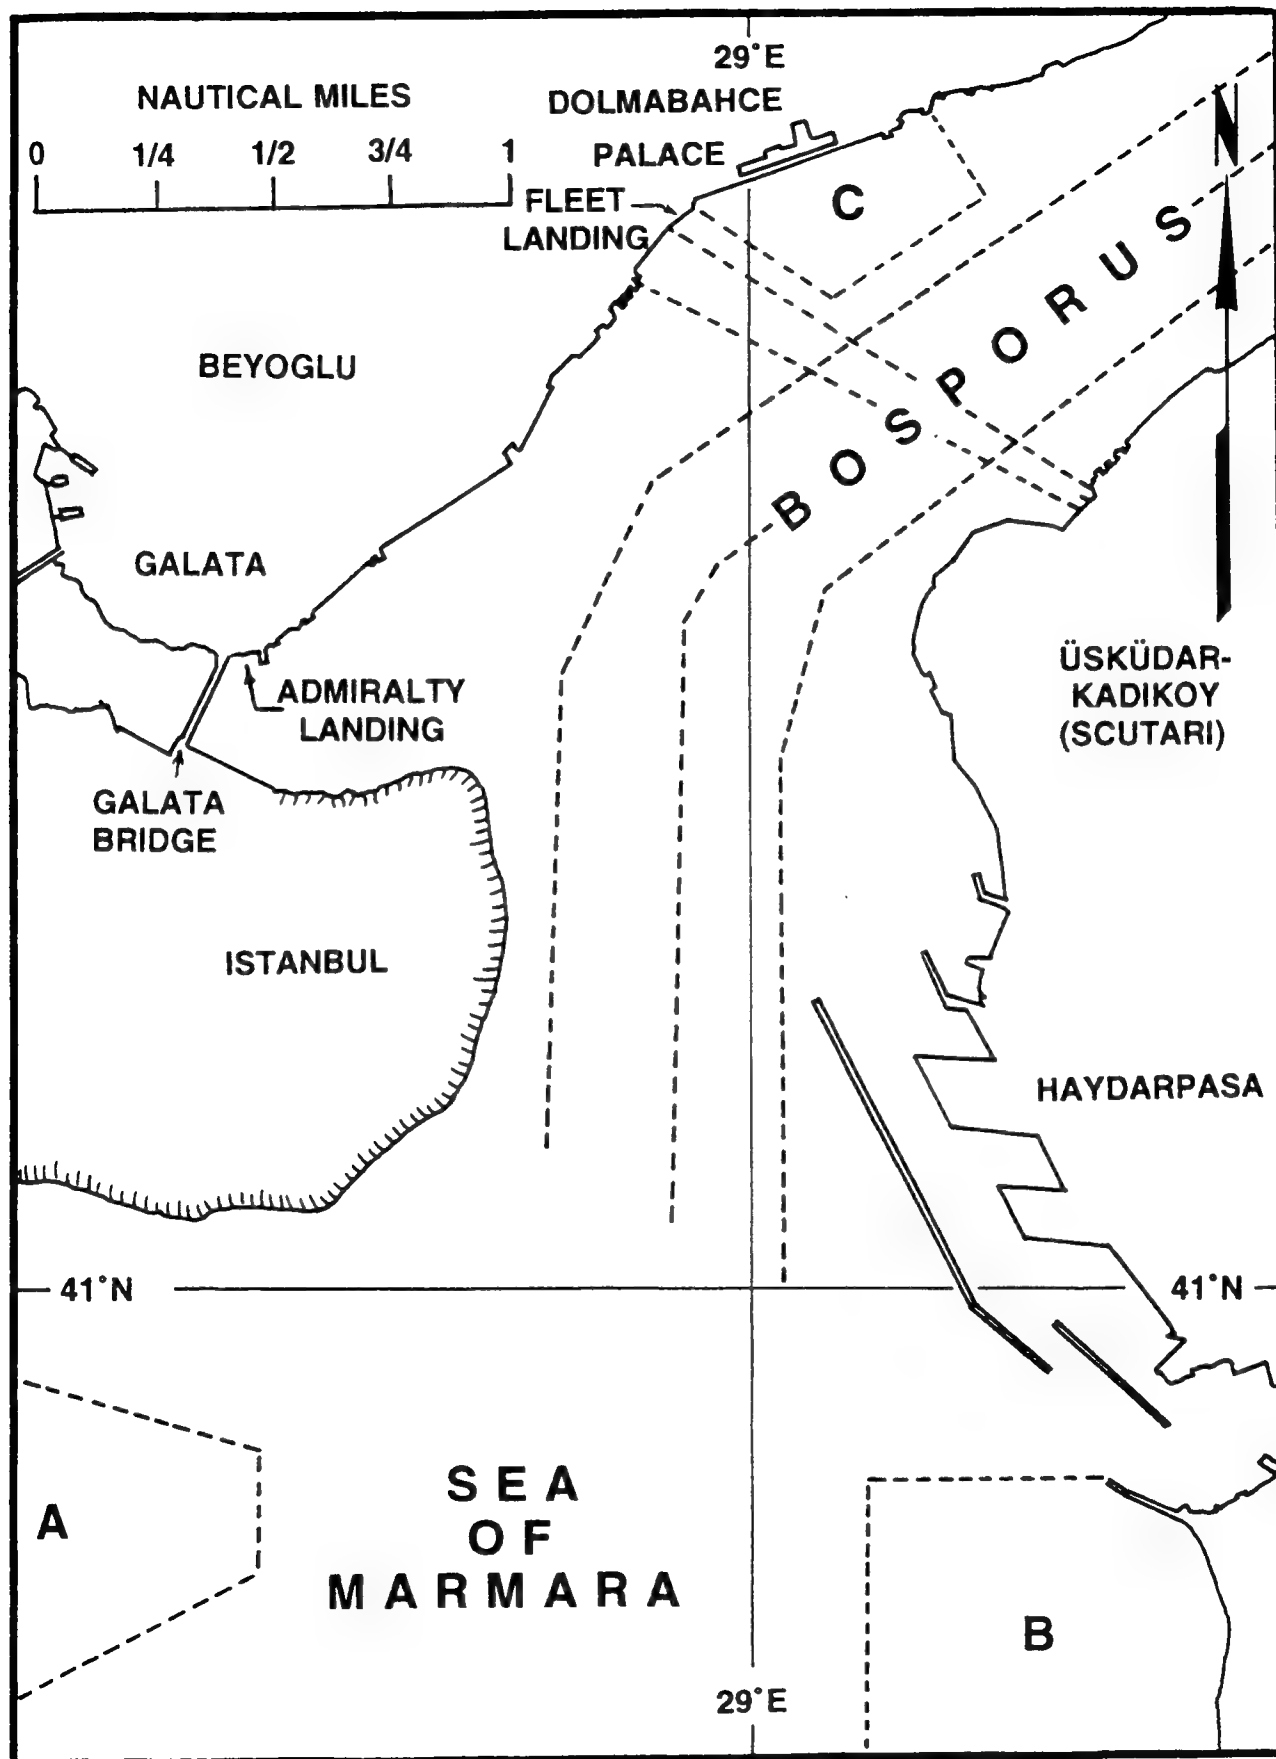 29°E
NAUTICAL MILES
0 1/4 1/2 3/4 1
DOLMABAHCE
PALACE
FLEET
LANDING
N
C
BOSPORUS
BEYOGLU
GALATA
ADMIRALTY
LANDING
GALATA
BRIDGE
ÜSKÜDAR-
KADIKOY
(SCUTARI)
ISTANBUL
HAYDARPASA
41°N
41°N
A
SEA
OF
MARMARA
B
29°E